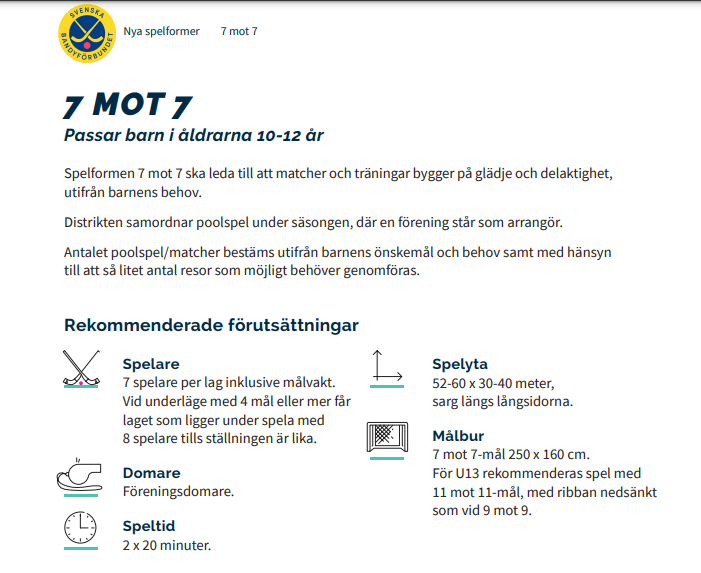 SVENSKA BANDYFÖRBUNDET
Nya spelformer 7 mot 7
7 MOT 7
Passar barn i åldrarna 10-12 år
Spelformen 7 mot 7 ska leda till att matcher och träningar bygger på glädje och delaktighet,
utifrån barnens behov.
Distrikten samordnar poolspel under säsongen, där en förening står som arrangör.
Antalet poolspel/matcher bestäms utifrån barnens önskemål och behov samt med hänsyn
till att så litet antal resor som möjligt behöver genomföras.
Rekommenderade förutsättningar
Spelare
7 spelare per lag inklusive målvakt.
Vid underläge med 4 mål eller mer får
laget som ligger under spela med
8 spelare tills ställningen är lika.
Domare
Föreningsdomare.
Speltid
2 x 20 minuter.
Spelyta
52-60 x 30-40 meter,
sarg längs långsidorna.
Målbur
7 mot 7-mål 250 x 160 cm.
För U13 rekommenderas spel med
11 mot 11-mål, med ribban nedsänkt
som vid 9 mot 9.